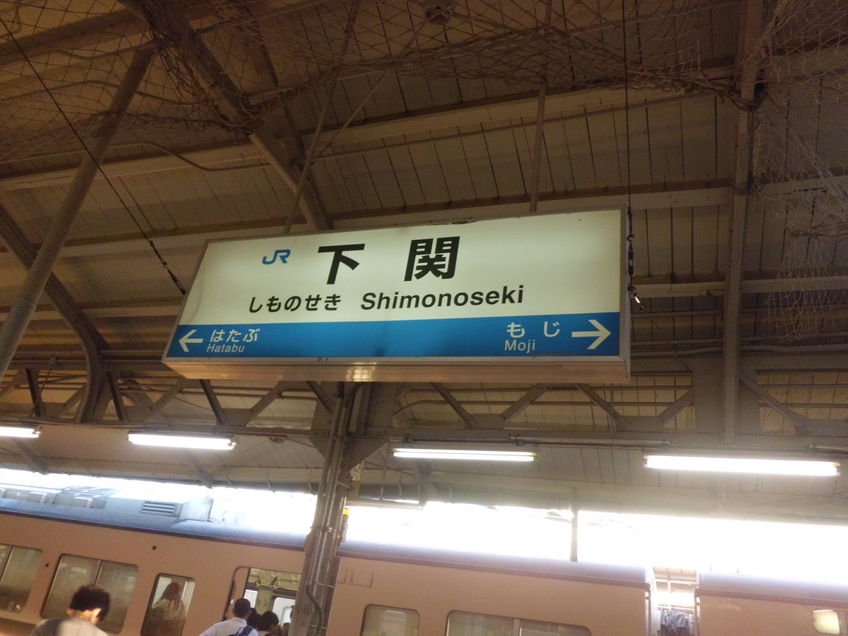 JR 下関
しものせき Shimonoseki
← はたぶ もじ →
Hatabu Moji